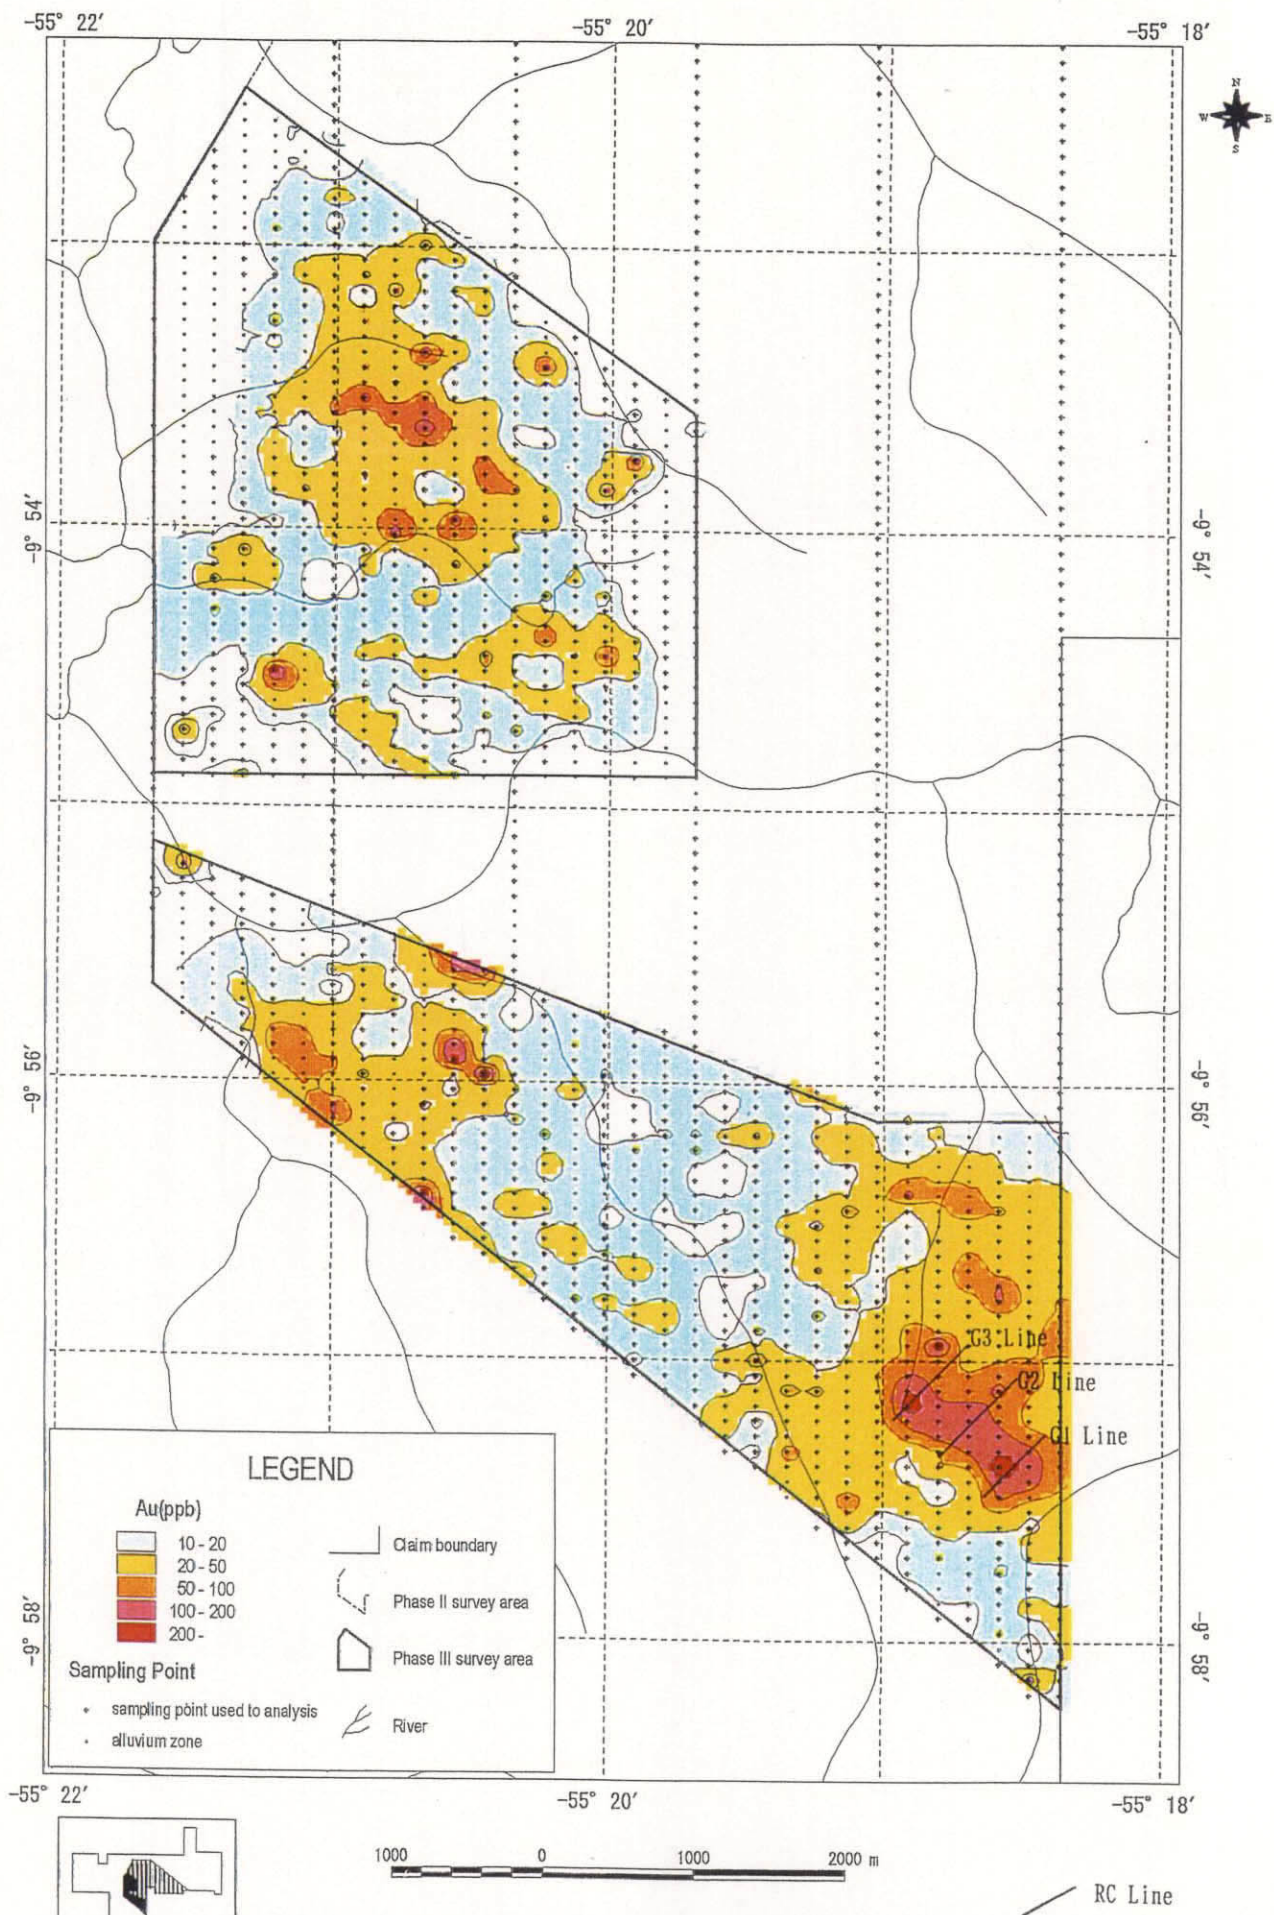 -55° 22′
-55° 20′
-55° 18′
N
W E
S
-9° 54′
-9° 54′
-9° 56′
-9° 56′
G3 Line
G2 Line
G1 Line
LEGEND
Au(ppb)
10 - 20
20 - 50
50 - 100
100 - 200
200 -
Claim boundary
Phase II survey area
Phase III survey area
River
Sampling Point
sampling point used to analysis
alluvium zone
-9° 58′
-9° 58′
-55° 22′
-55° 20′
-55° 18′
1000 0 1000 2000 m
RC Line